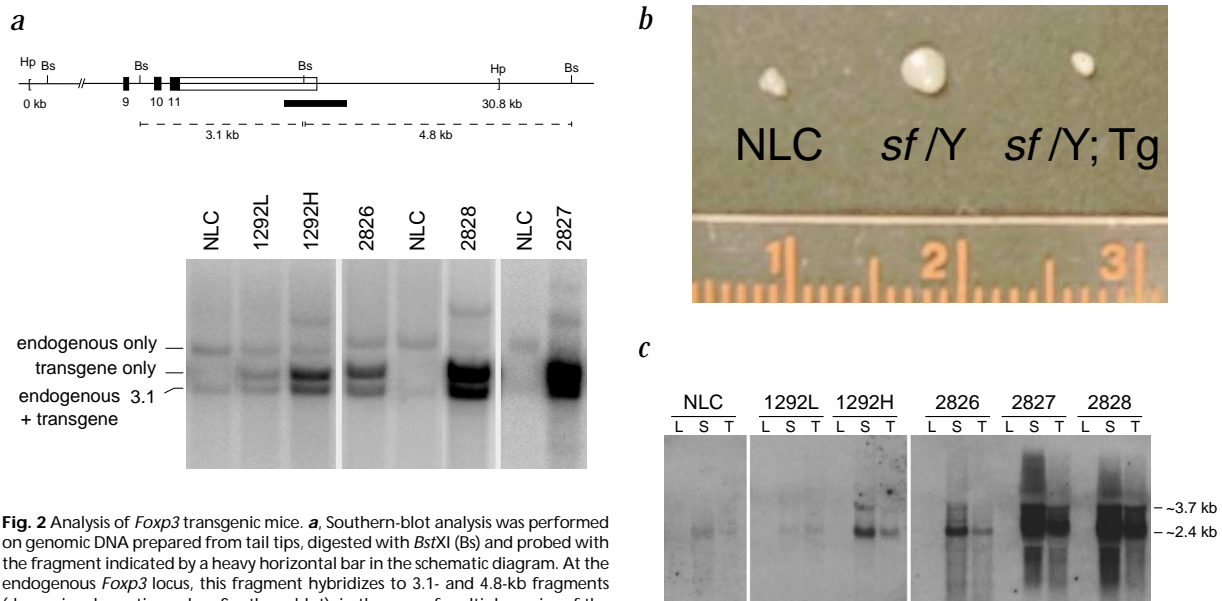 a
Hp Bs Bs Bs Hp Bs
0 kb 9 10 11 30.8 kb
3.1 kb 4.8 kb
NLC 1292L 1292H 2826 NLC 2828 NLC 2827
endogenous only
transgene only
endogenous 3.1
+ transgene
Fig. 2 Analysis of Foxp3 transgenic mice. a, Southern-blot analysis was performed
on genomic DNA prepared from tail tips, digested with BstXI (Bs) and probed with
the fragment indicated by a heavy horizontal bar in the schematic diagram. At the
endogenous Foxp3 locus, this fragment hybridizes to 3.1- and 4.8-kb fragments
b
NLC sf /Y sf /Y; Tg
1 2 3
c
NLC 1292L 1292H 2826 2827 2828
L S T L S T L S T L S T L S T L S T
~3.7 kb
~2.4 kb